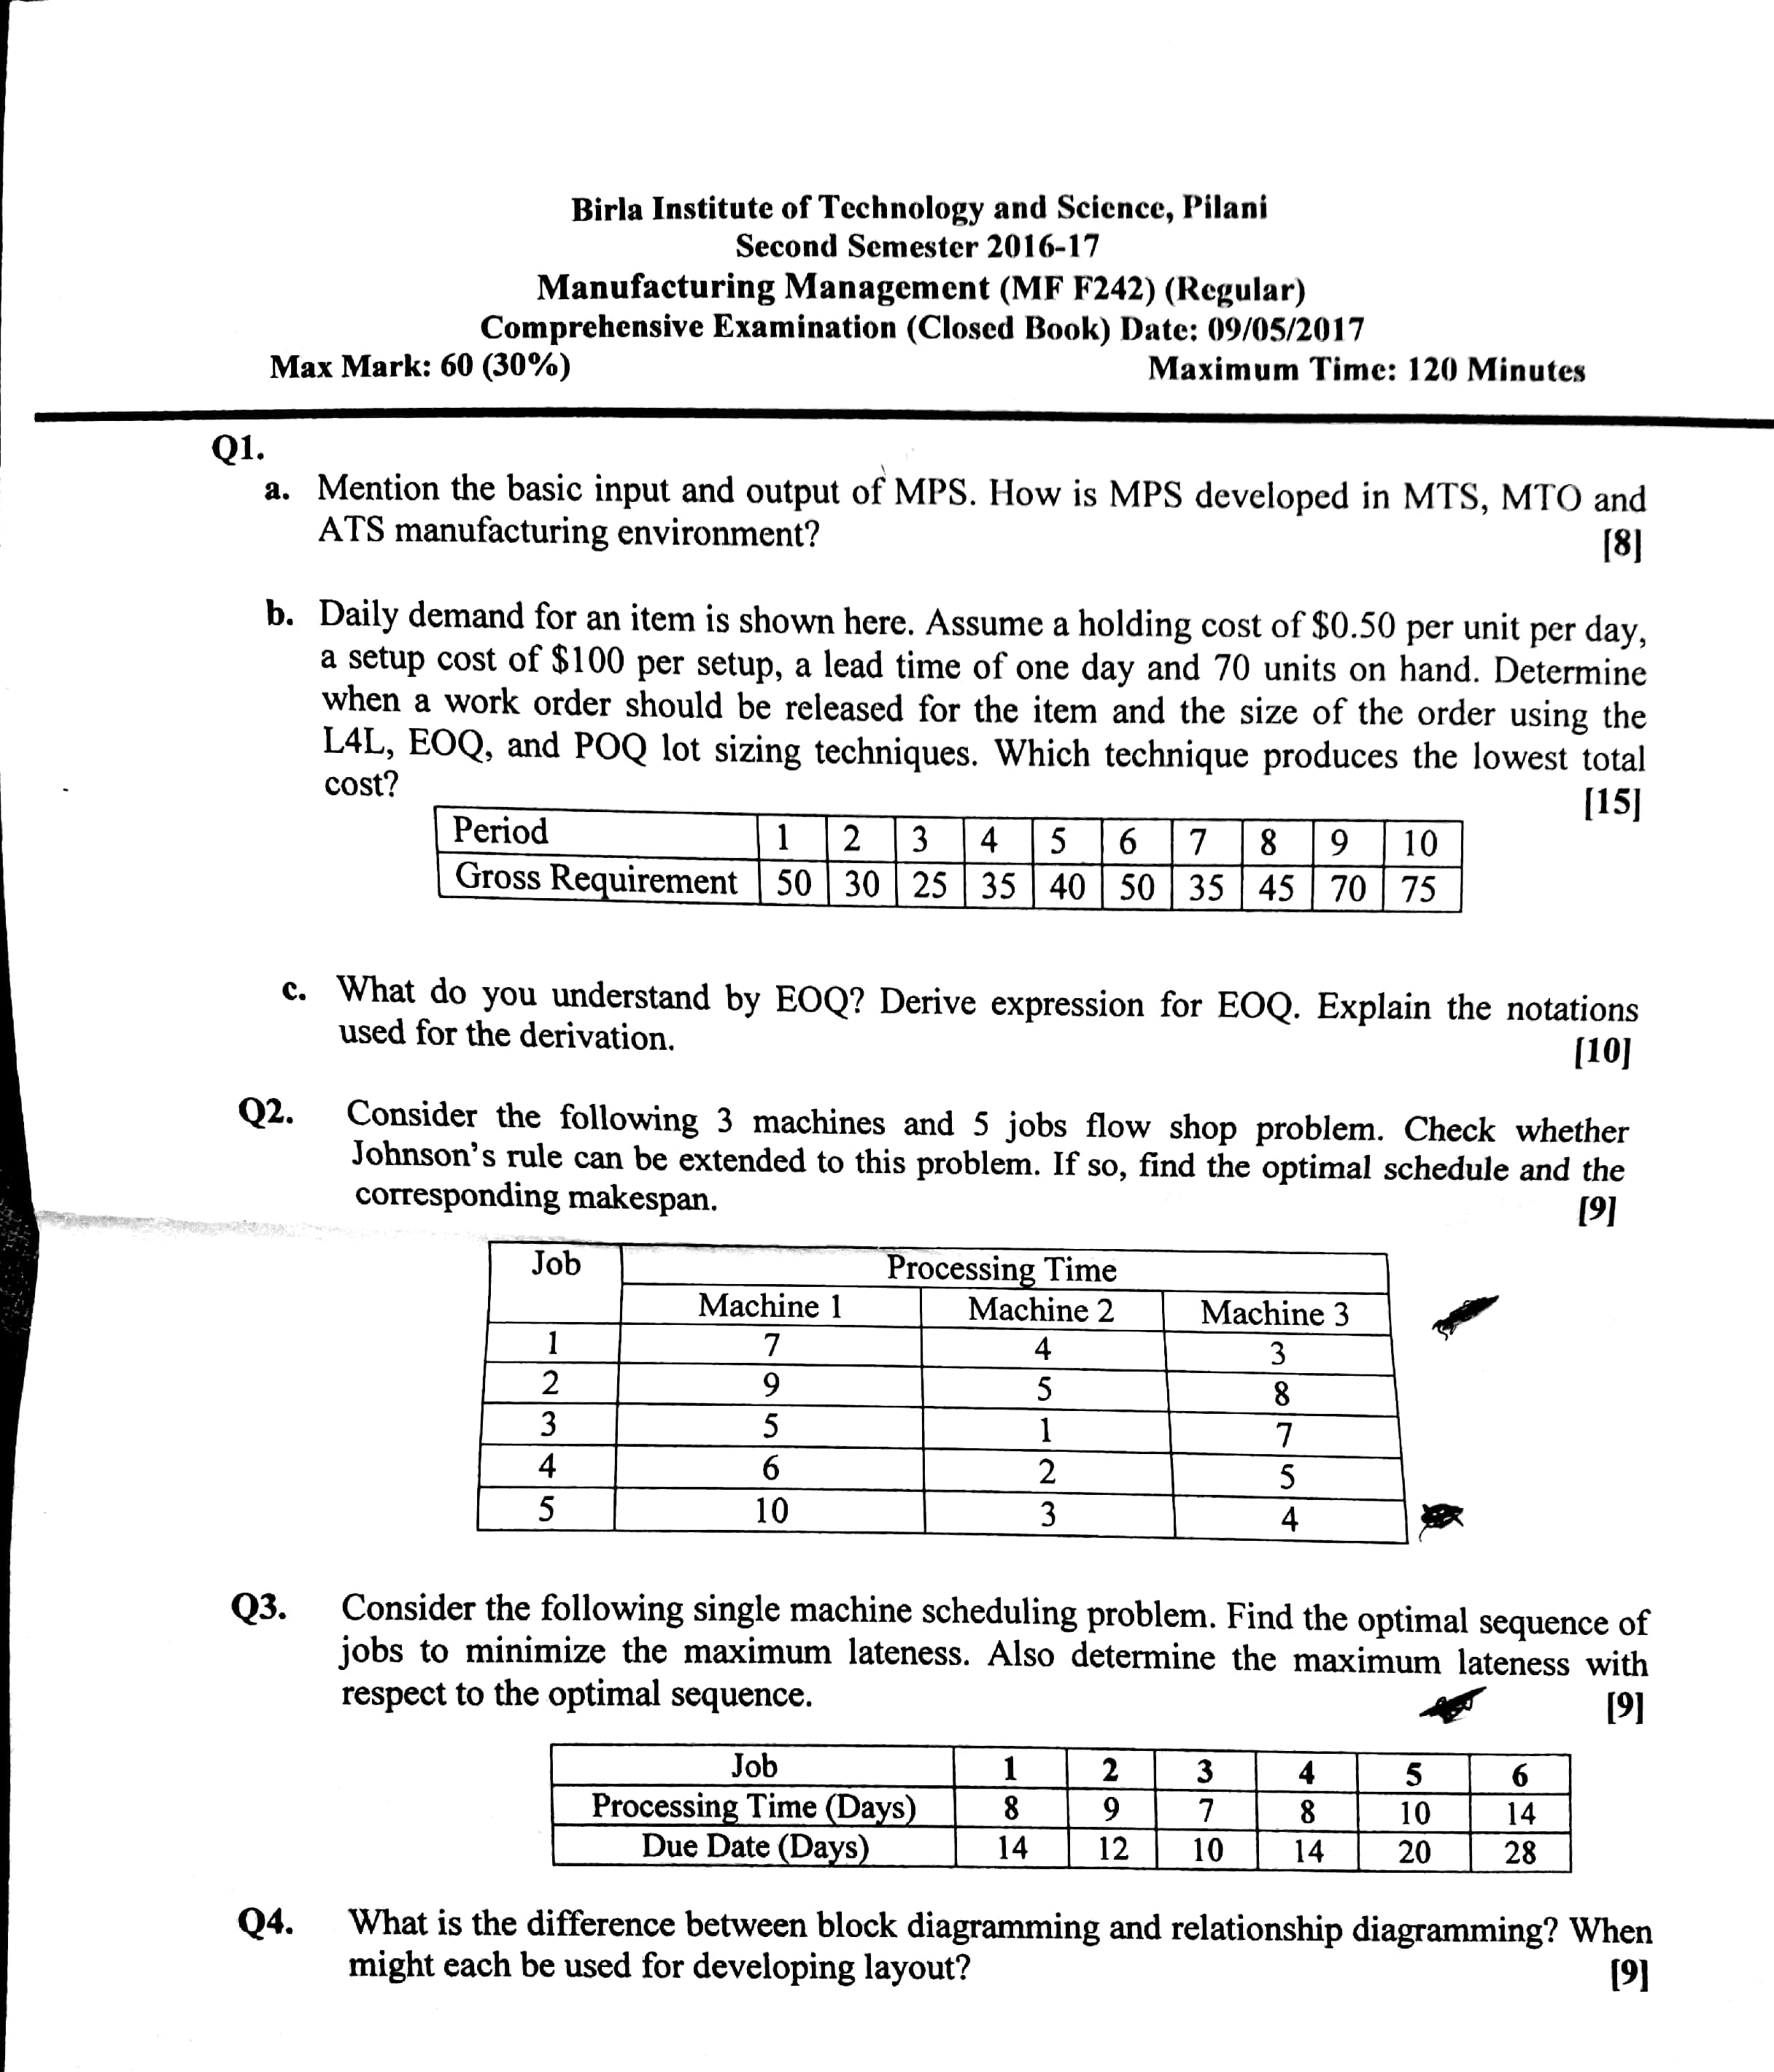 Birla Institute of Technology and Science, Pilani
Second Semester 2016-17
Manufacturing Management (MF F242) (Regular)
Comprehensive Examination (Closed Book) Date: 09/05/2017
Max Mark: 60 (30%) Maximum Time: 120 Minutes
Q1.
a. Mention the basic input and output of MPS. How is MPS developed in MTS, MTO and
ATS manufacturing environment? [8]
b. Daily demand for an item is shown here. Assume a holding cost of $0.50 per unit per day,
a setup cost of $100 per setup, a lead time of one day and 70 units on hand. Determine
when a work order should be released for the item and the size of the order using the
L4L, EOQ, and POQ lot sizing techniques. Which technique produces the lowest total
cost? [15]
Period 1 2 3 4 5 6 7 8 9 10
Gross Requirement 50 30 25 35 40 50 35 45 70 75
c. What do you understand by EOQ? Derive expression for EOQ. Explain the notations
used for the derivation. [10]
Q2. Consider the following 3 machines and 5 jobs flow shop problem. Check whether
Johnson's rule can be extended to this problem. If so, find the optimal schedule and the
corresponding makespan. [9]
Job Processing Time
Machine 1 Machine 2 Machine 3
1 7 4 3
2 9 5 8
3 5 1 7
4 6 2 5
5 10 3 4
Q3. Consider the following single machine scheduling problem. Find the optimal sequence of
jobs to minimize the maximum lateness. Also determine the maximum lateness with
respect to the optimal sequence. [9]
Job 1 2 3 4 5 6
Processing Time (Days) 8 9 7 8 10 14
Due Date (Days) 14 12 10 14 20 28
Q4. What is the difference between block diagramming and relationship diagramming? When
might each be used for developing layout? [9]